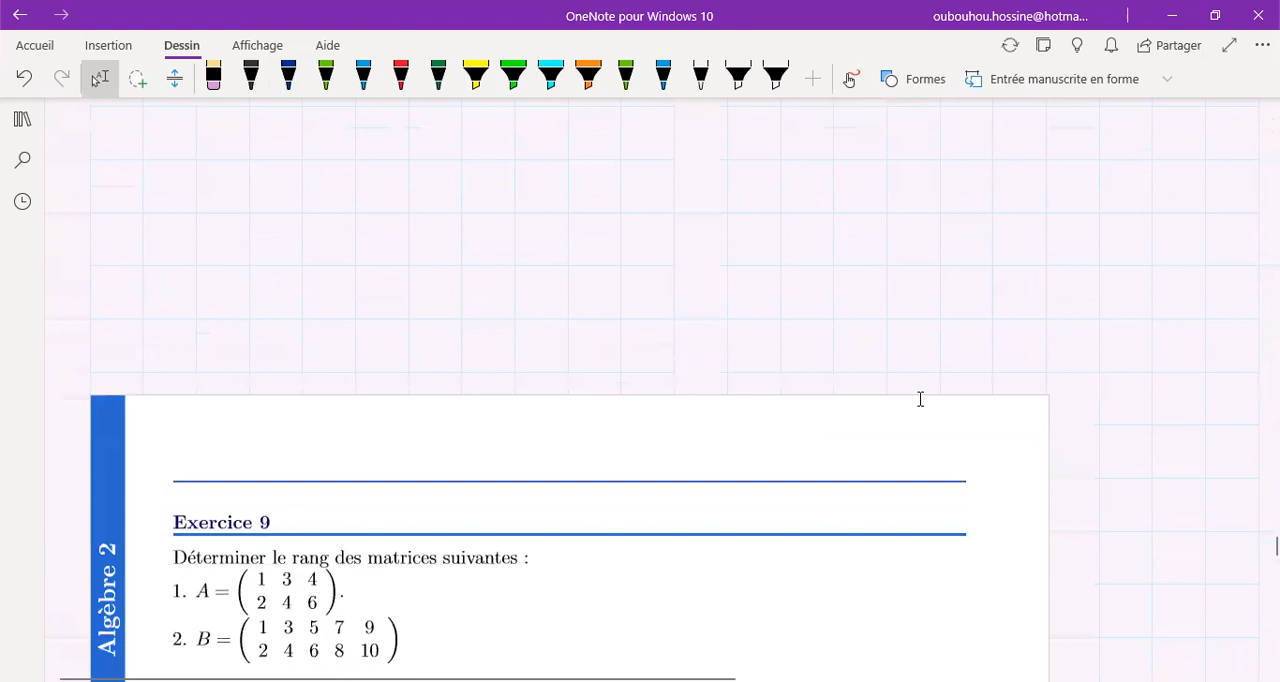 OneNote pour Windows 10
oubouhou.hossine@hotma...
Accueil Insertion Dessin Affichage Aide
Partager
Formes Entrée manuscrite en forme
Exercice 9
Déterminer le rang des matrices suivantes :
1. A = ( 1 3 4
2 4 6 ).
2. B = ( 1 3 5 7 9
2 4 6 8 10 )
Algèbre 2